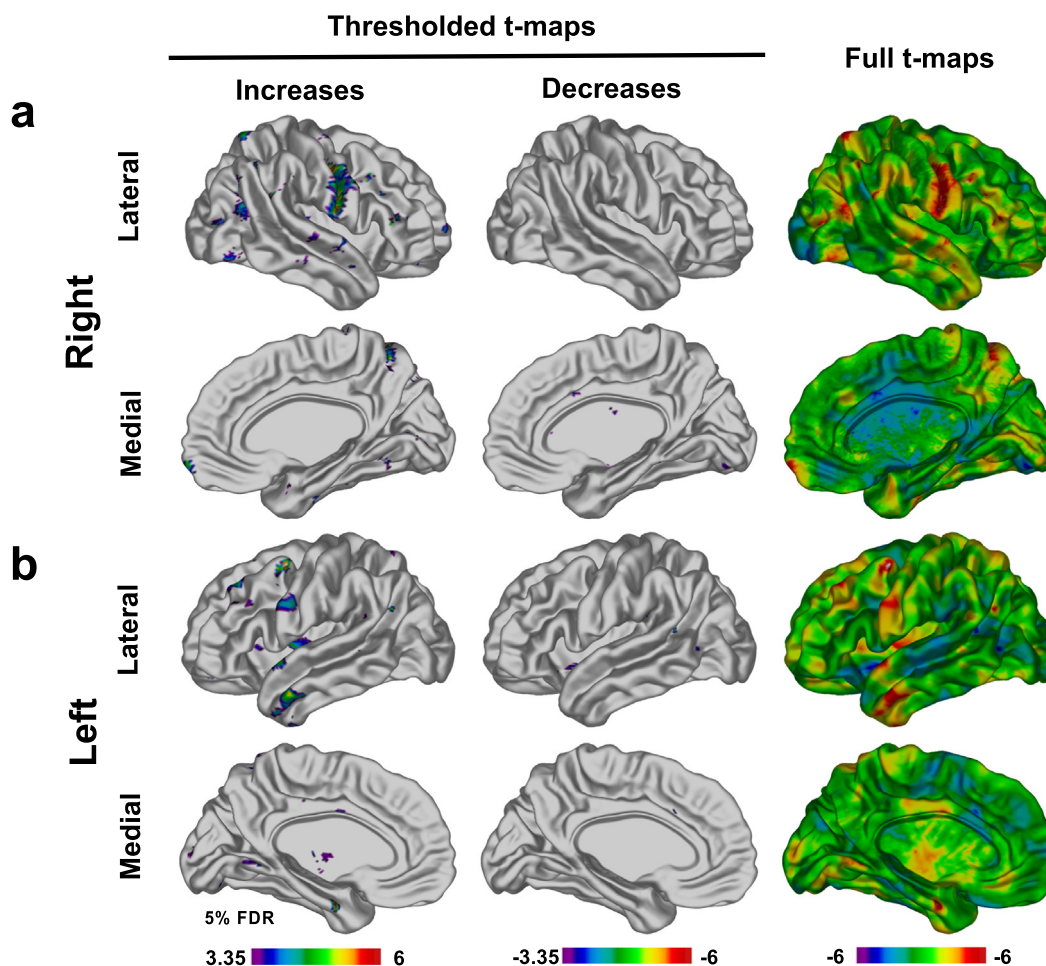 Thresholded t-maps
Full t-maps
Increases
Decreases
a
Right
Lateral
Medial
b
Left
Lateral
Medial
5% FDR
3.35 6
-3.35 -6
-6 -6